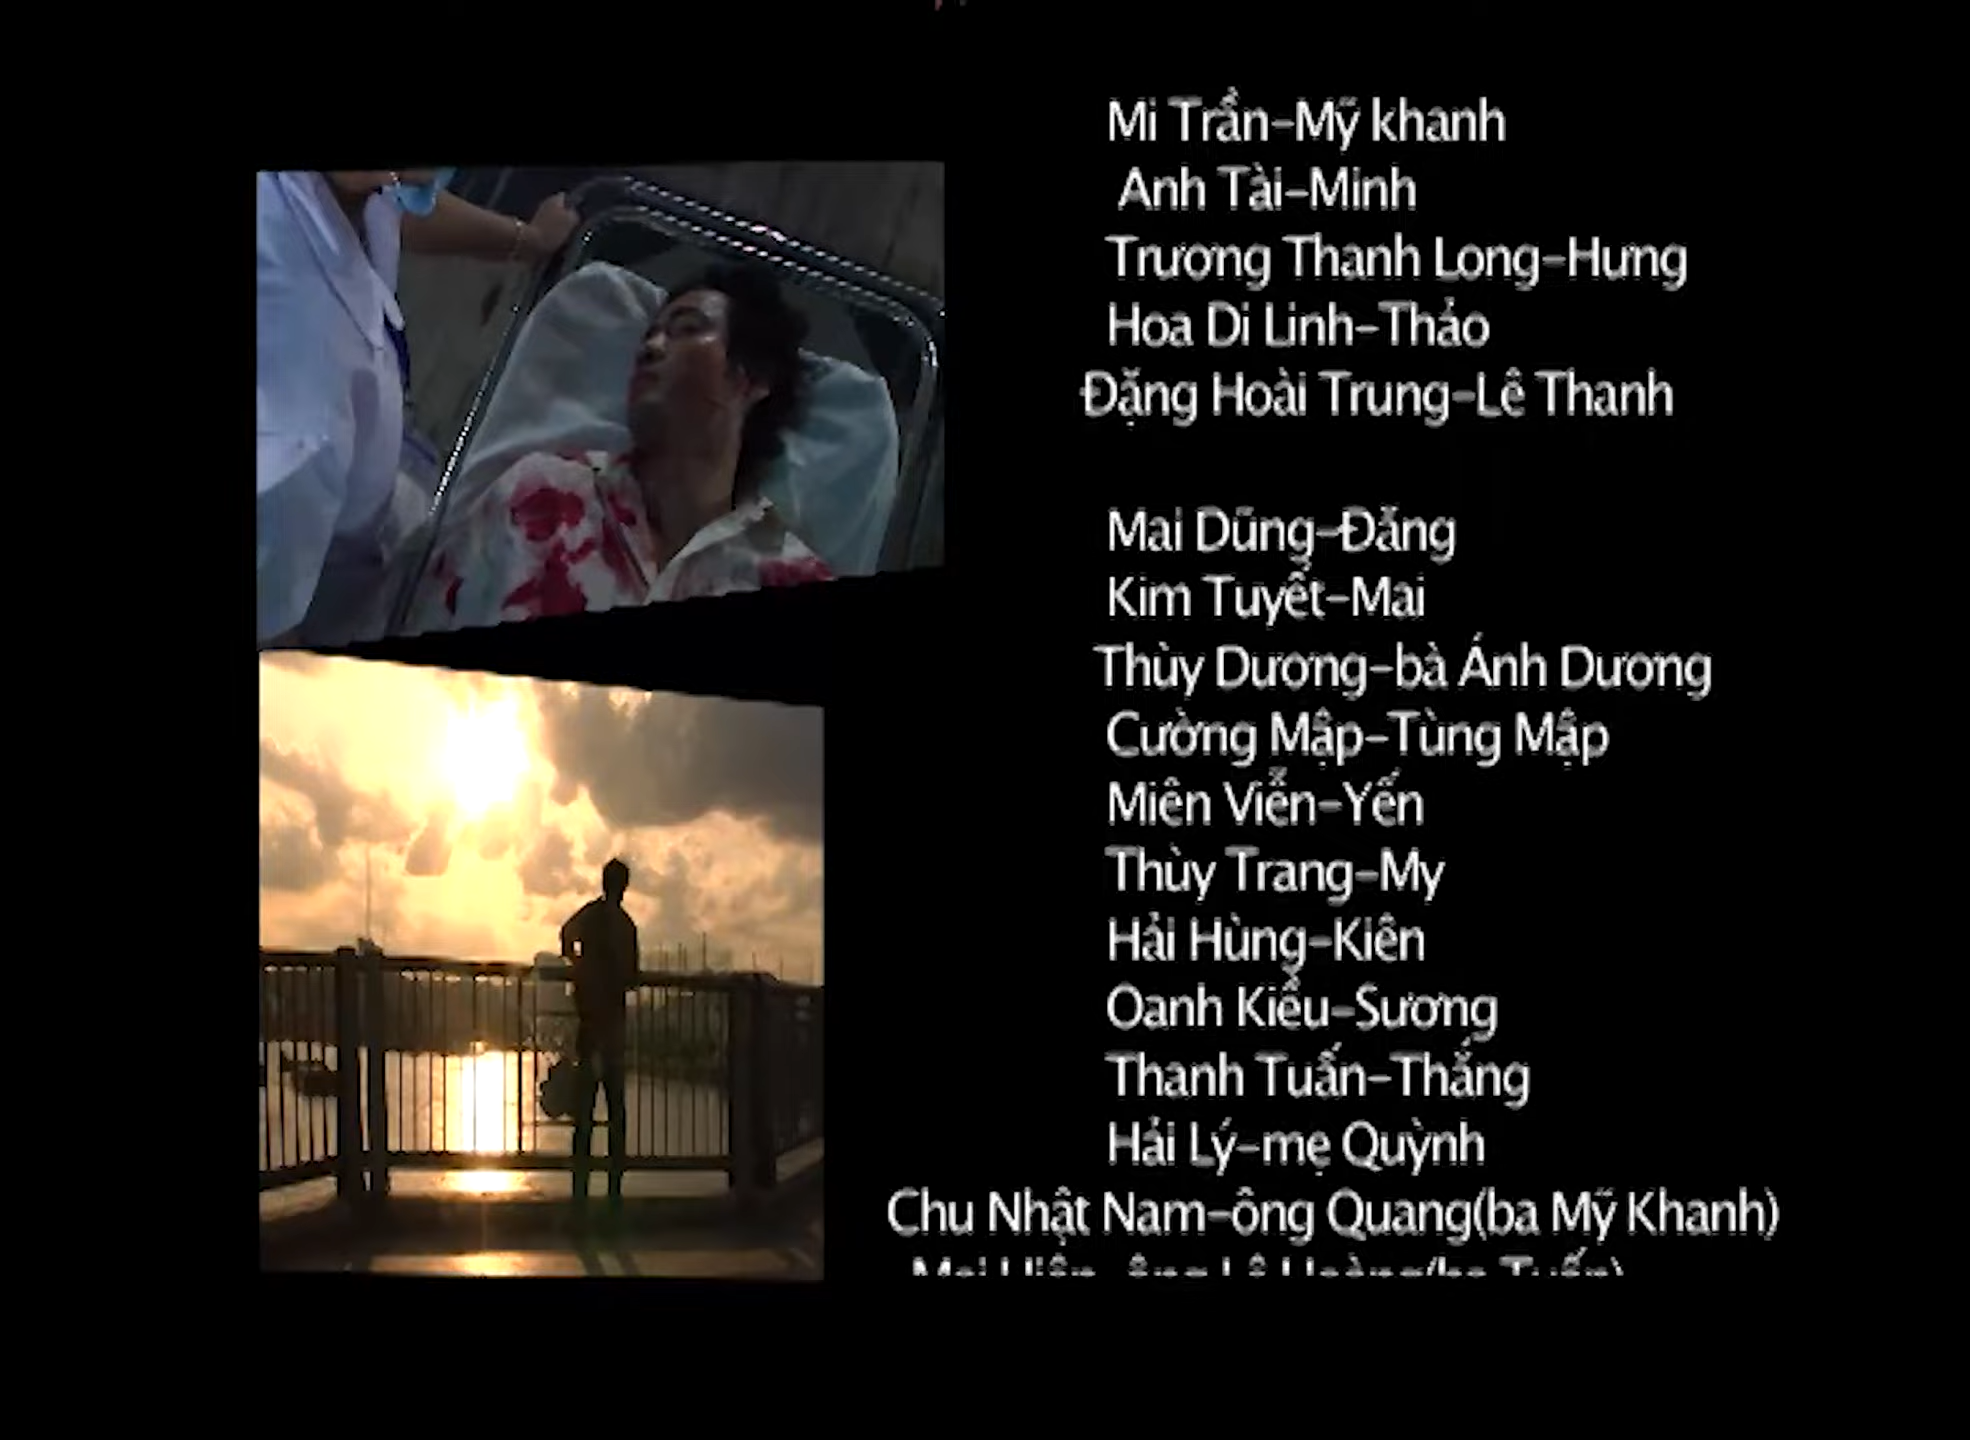 Mi Trần-Mỹ khanh
Anh Tài-Minh
Trương Thanh Long-Hưng
Hoa Di Linh-Thảo
Đặng Hoài Trung-Lê Thanh
Mai Dũng-Đẳng
Kim Tuyết-Mai
Thùy Dương-bà Ánh Dương
Cường Mập-Tùng Mập
Miên Viễn-Yến
Thùy Trang-My
Hải Hùng-Kiên
Oanh Kiểu-Sương
Thanh Tuấn-Thắng
Hải Lý-mẹ Quỳnh
Chu Nhật Nam-ông Quang(ba Mỹ Khanh)